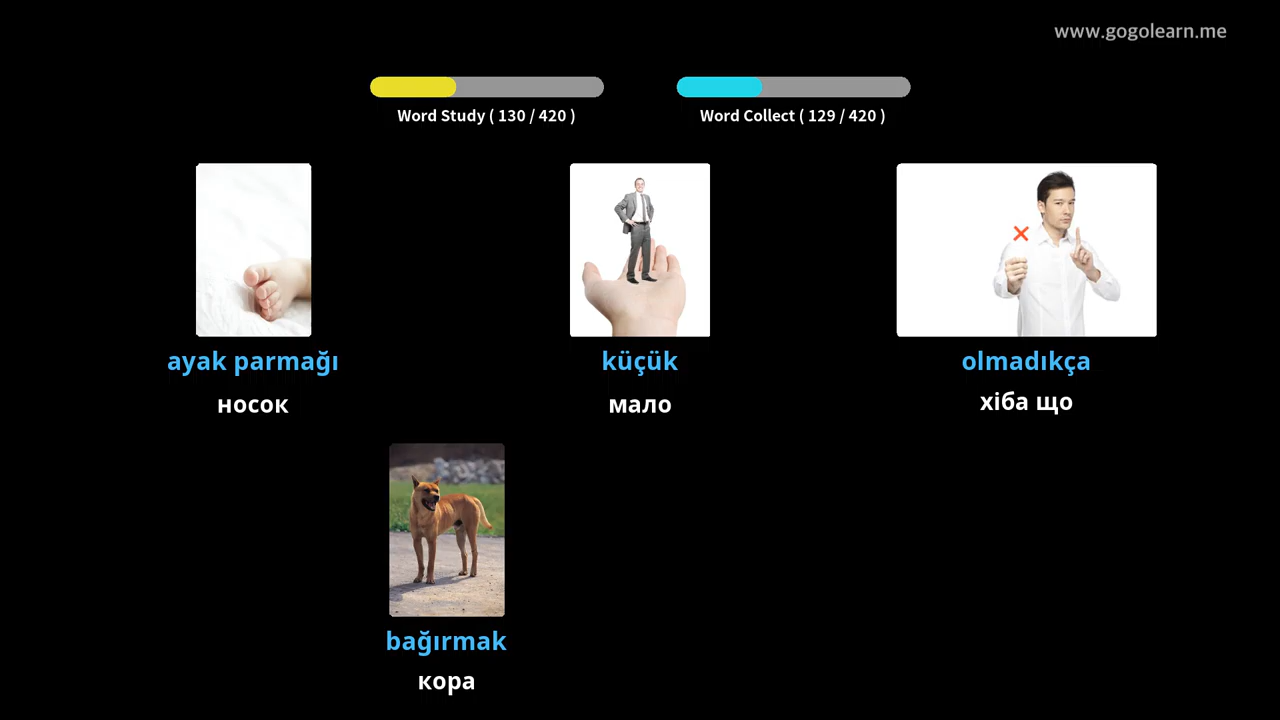 www.gogolearn.me
Word Study ( 130 / 420 )
Word Collect ( 129 / 420 )
ayak parmağı
küçük
olmadıkça
носок
мало
хіба що
bağırmak
кора